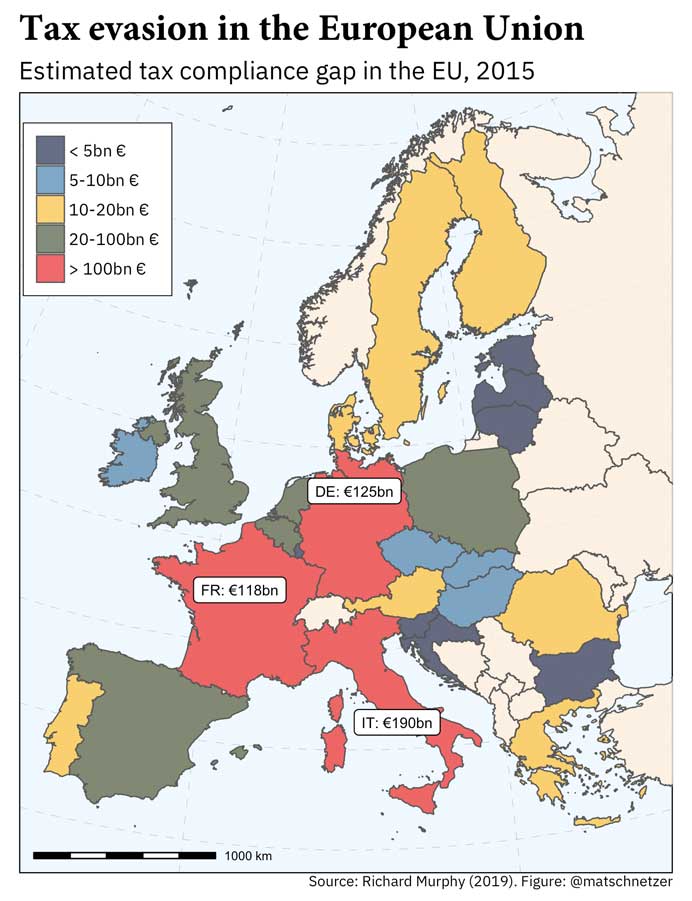 Tax evasion in the European Union
Estimated tax compliance gap in the EU, 2015
< 5bn €
5-10bn €
10-20bn €
20-100bn €
> 100bn €
DE: €125bn
FR: €118bn
IT: €190bn
1000 km
Source: Richard Murphy (2019). Figure: @matschnetzer